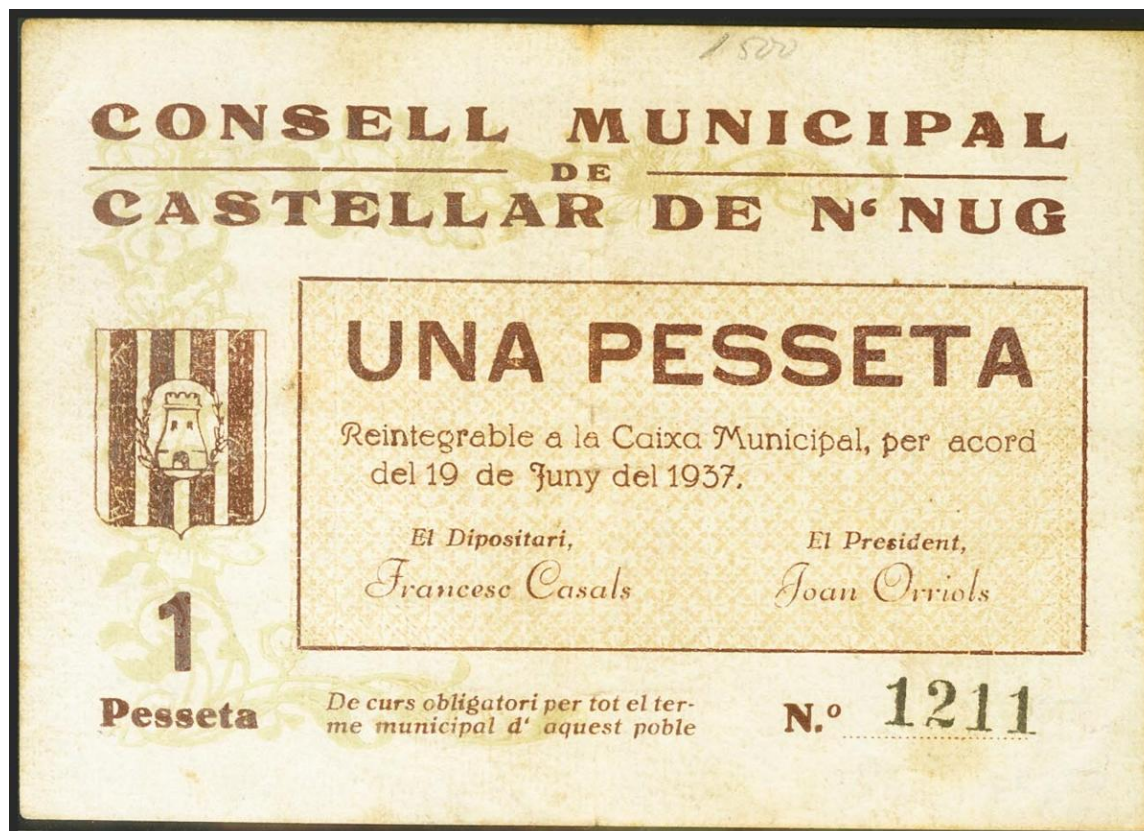 1500
CONSELL MUNICIPAL
DE
CASTELLAR DE N‘ NUG
UNA PESSETA
Reintegrable a la Caixa Municipal, per acord
del 19 de Juny del 1937.
El Dipositari,
El President,
Francesc Casals
Joan Orriols
1
Pesseta
De curs obligatori per tot el ter-
me municipal d‘ aquest poble
N.º 1211